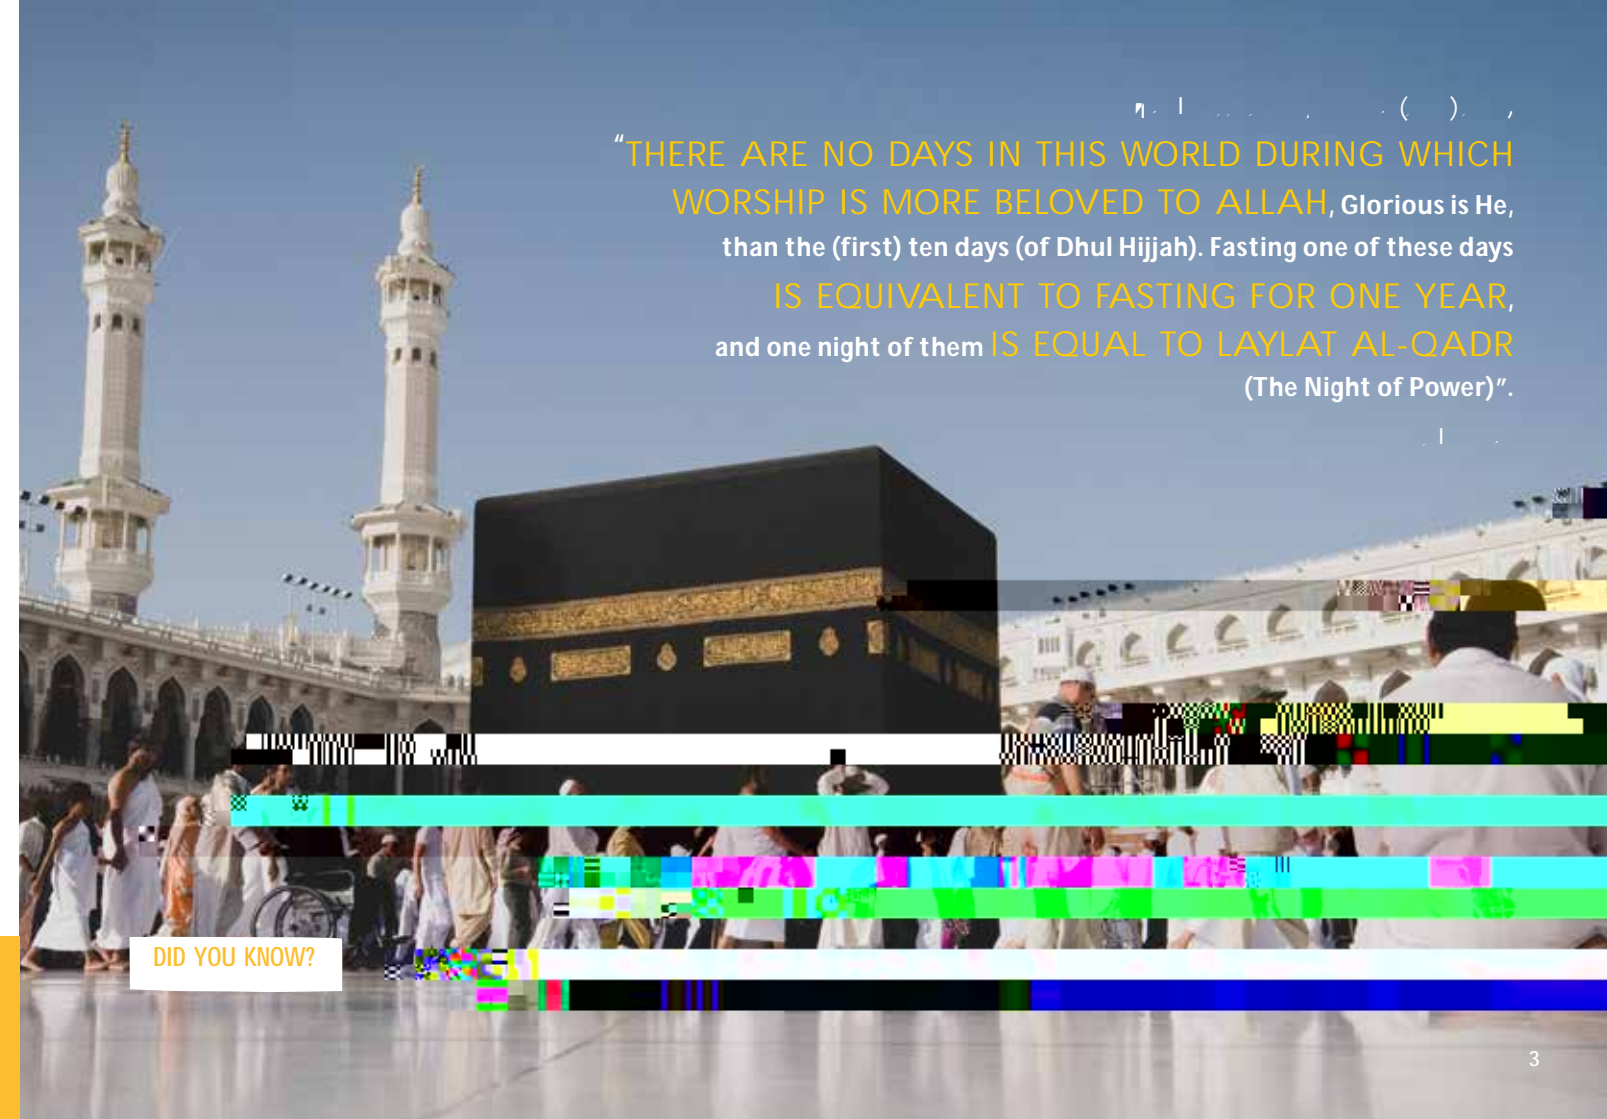 “THERE ARE NO DAYS IN THIS WORLD DURING WHICH
WORSHIP IS MORE BELOVED TO ALLAH, Glorious is He,
than the (first) ten days (of Dhul Hijjah). Fasting one of these days
IS EQUIVALENT TO FASTING FOR ONE YEAR,
and one night of them IS EQUAL TO LAYLAT AL-QADR
(The Night of Power)”.
DID YOU KNOW?
3